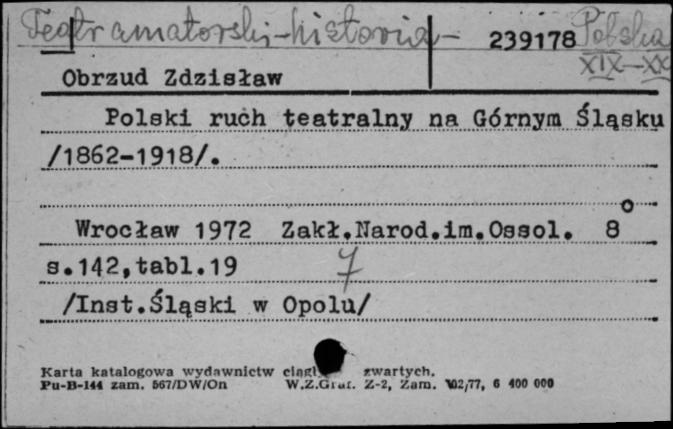 Teatr amatorski - historia - Polska
239178
XIX-XX
Obrzud Zdzisław
Polski ruch teatralny na Górnym Śląsku
/1862-1918/.
Wrocław 1972 Zakł.Narod.im.Ossol. 8°
s.142,tabl.19
7
/Inst.Śląski w Opolu/
Karta katalogowa wydawnictw zwartych.
Pu-B-144 zam. 567/DW/On W.Z.Graf. Z-2, Zam. 102/77, 6 400 000